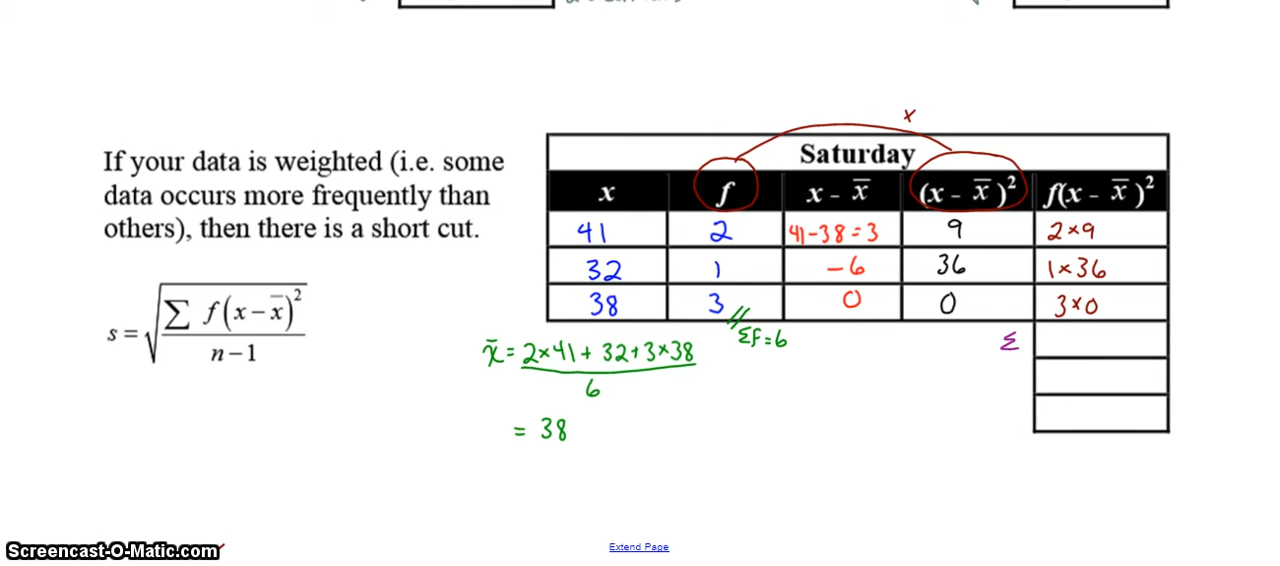 If your data is weighted (i.e. some
data occurs more frequently than
others), then there is a short cut.
s = √(Σ f(x − x̄)² / (n − 1))
×
Saturday
x f x - x̄ (x - x̄)² f(x - x̄)²
41 2 41-38=3 9 2×9
32 1 -6 36 1×36
38 3 0 0 3×0
Σf=6
Σ
x̄ = 2×41 + 32+3×38
6
= 38
Extend Page
Screencast-O-Matic.com